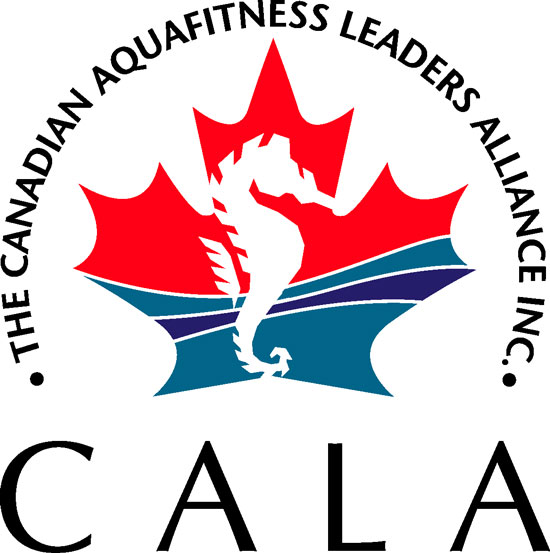 • THE CANADIAN AQUAFITNESS LEADERS ALLIANCE INC. •
CALA